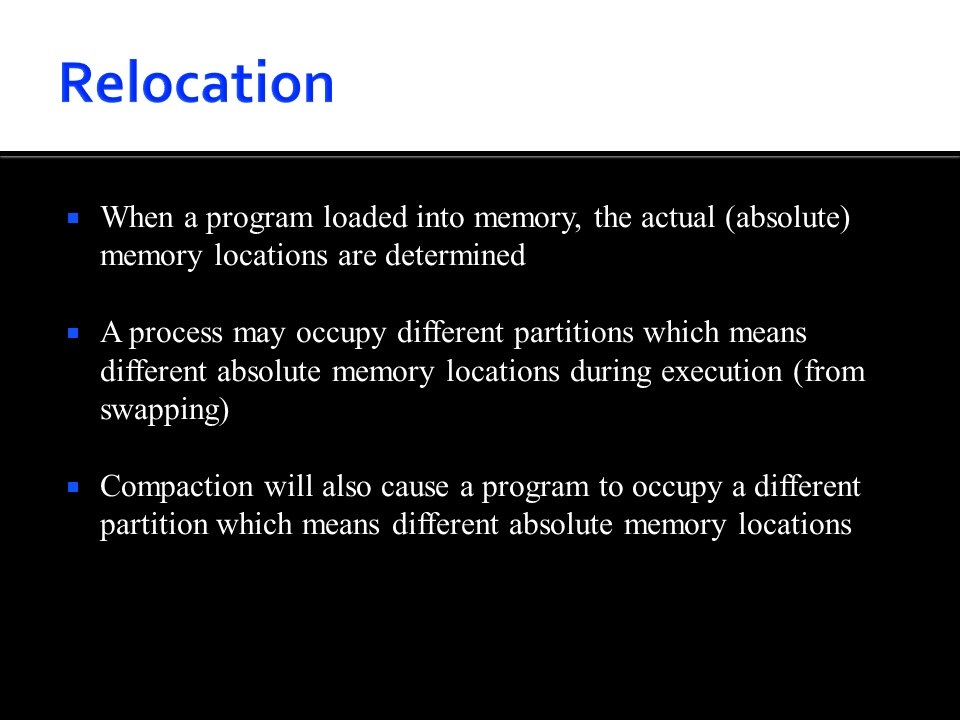 Relocation
When a program loaded into memory, the actual (absolute)
memory locations are determined
A process may occupy different partitions which means
different absolute memory locations during execution (from
swapping)
Compaction will also cause a program to occupy a different
partition which means different absolute memory locations